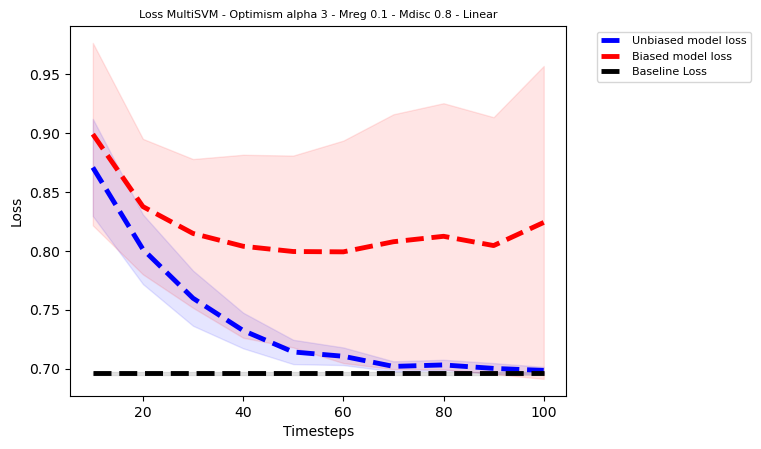 Loss MultiSVM - Optimism alpha 3 - Mreg 0.1 - Mdisc 0.8 - Linear
Unbiased model loss
Biased model loss
Baseline Loss
0.95
0.90
0.85
0.80
0.75
0.70
Loss
20
40
60
80
100
Timesteps